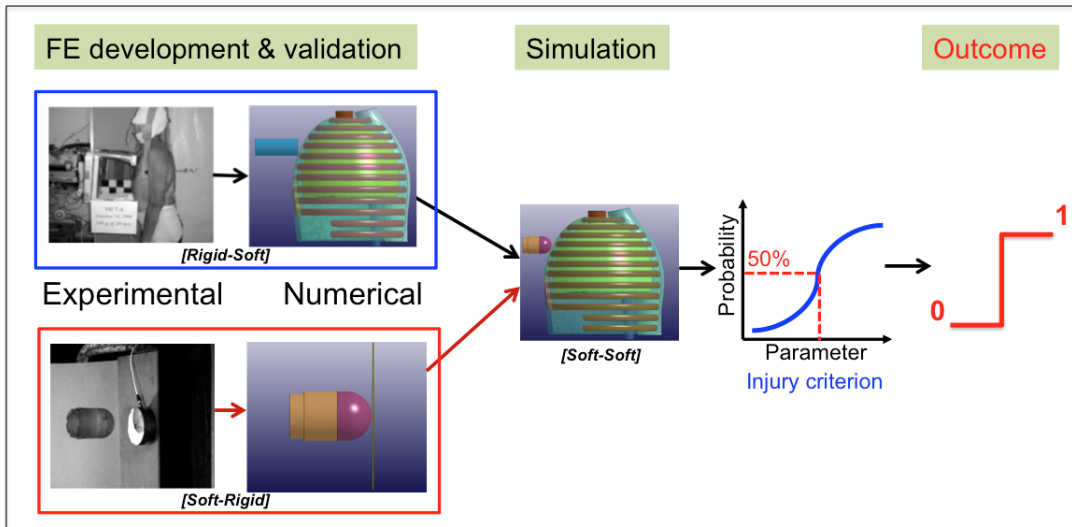 FE development & validation
Simulation
Outcome
[Rigid-Soft]
Experimental
Numerical
[Soft-Rigid]
[Soft-Soft]
Probability
50%
Parameter
Injury criterion
0
1